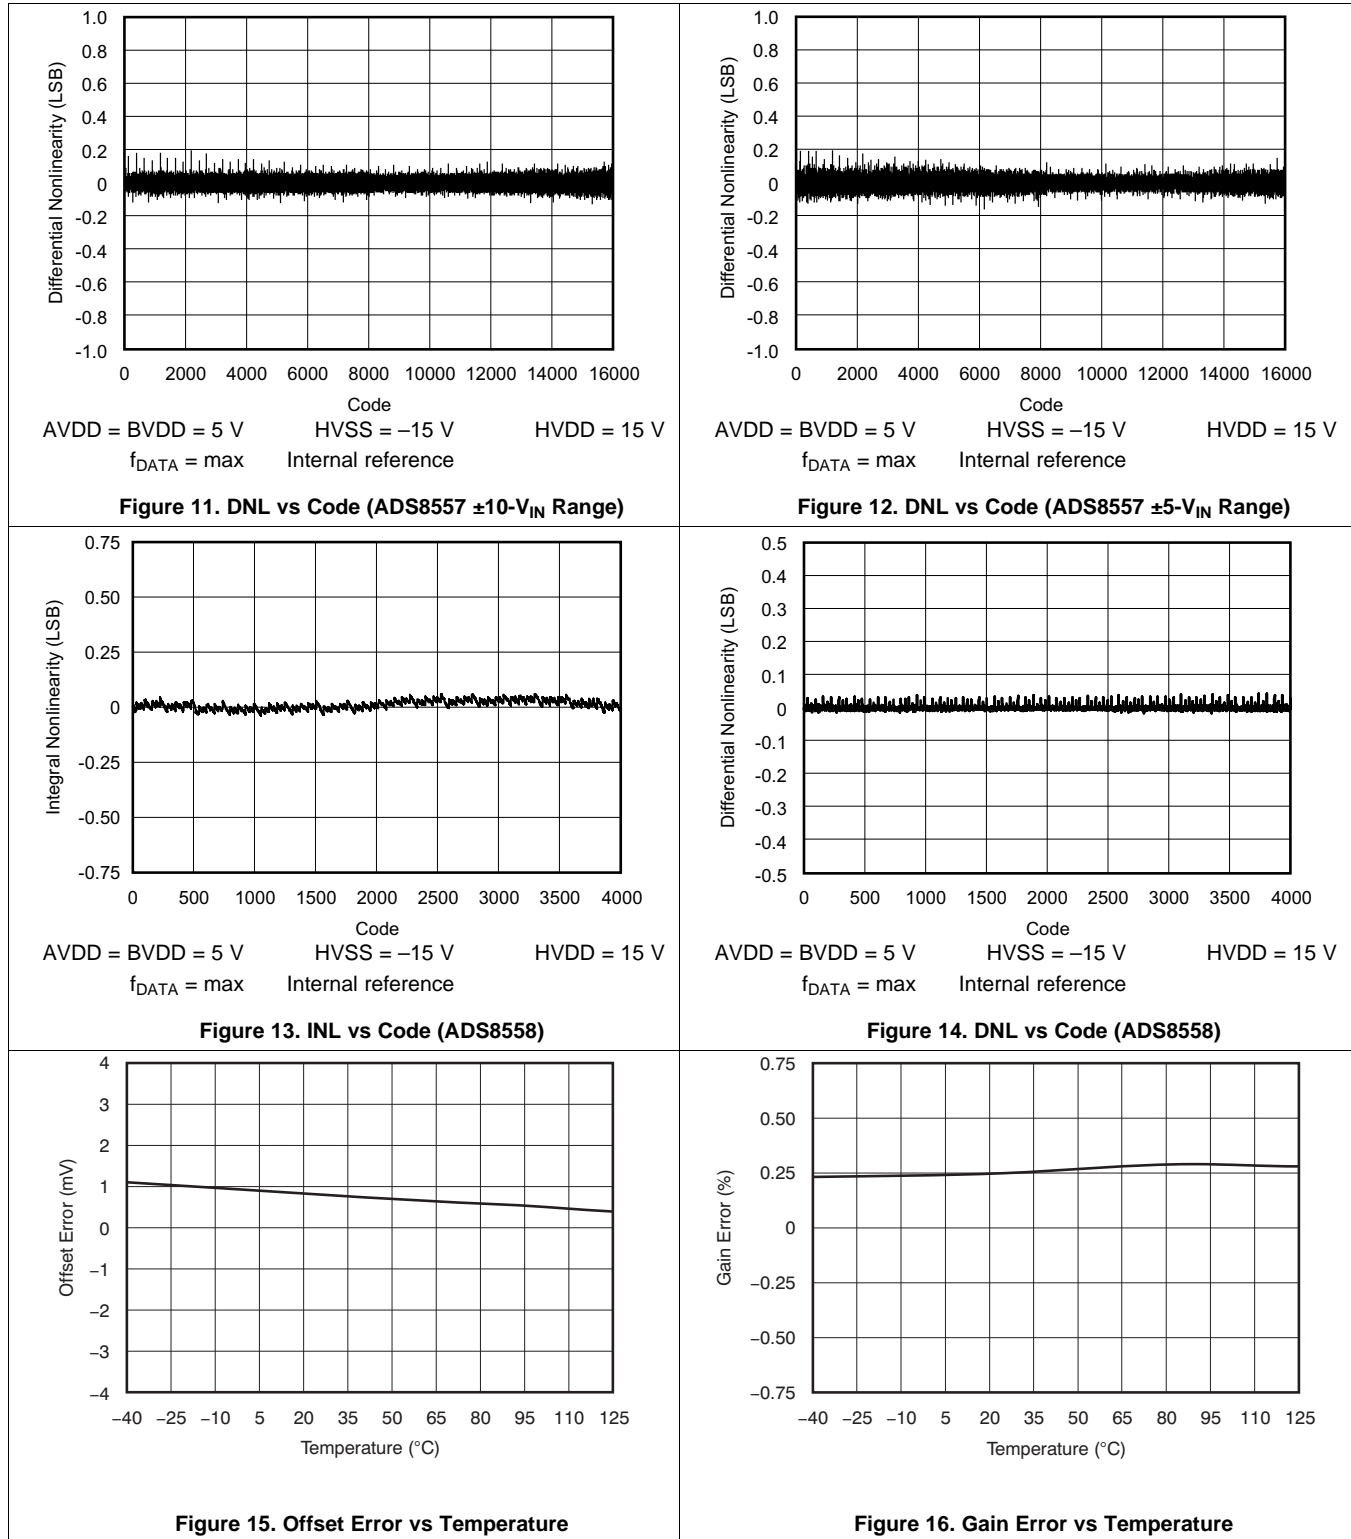 1.0
0.8
0.6
0.4
0.2
0
-0.2
-0.4
-0.6
-0.8
-1.0
Differential Nonlinearity (LSB)
0 2000 4000 6000 8000 10000 12000 14000 16000
Code
AVDD = BVDD = 5 V HVSS = –15 V HVDD = 15 V
fDATA = max Internal reference
Figure 11. DNL vs Code (ADS8557 ±10-VIN Range)
1.0
0.8
0.6
0.4
0.2
0
-0.2
-0.4
-0.6
-0.8
-1.0
Differential Nonlinearity (LSB)
0 2000 4000 6000 8000 10000 12000 14000 16000
Code
AVDD = BVDD = 5 V HVSS = –15 V HVDD = 15 V
fDATA = max Internal reference
Figure 12. DNL vs Code (ADS8557 ±5-VIN Range)
0.75
0.50
0.25
0
-0.25
-0.50
-0.75
Integral Nonlinearity (LSB)
0 500 1000 1500 2000 2500 3000 3500 4000
Code
AVDD = BVDD = 5 V HVSS = –15 V HVDD = 15 V
fDATA = max Internal reference
Figure 13. INL vs Code (ADS8558)
0.5
0.4
0.3
0.2
0.1
0
-0.1
-0.2
-0.3
-0.4
-0.5
Differential Nonlinearity (LSB)
0 500 1000 1500 2000 2500 3000 3500 4000
Code
AVDD = BVDD = 5 V HVSS = –15 V HVDD = 15 V
fDATA = max Internal reference
Figure 14. DNL vs Code (ADS8558)
4
3
2
1
0
−1
−2
−3
−4
Offset Error (mV)
−40 −25 −10 5 20 35 50 65 80 95 110 125
Temperature (°C)
Figure 15. Offset Error vs Temperature
0.75
0.50
0.25
0
−0.25
−0.50
−0.75
Gain Error (%)
−40 −25 −10 5 20 35 50 65 80 95 110 125
Temperature (°C)
Figure 16. Gain Error vs Temperature